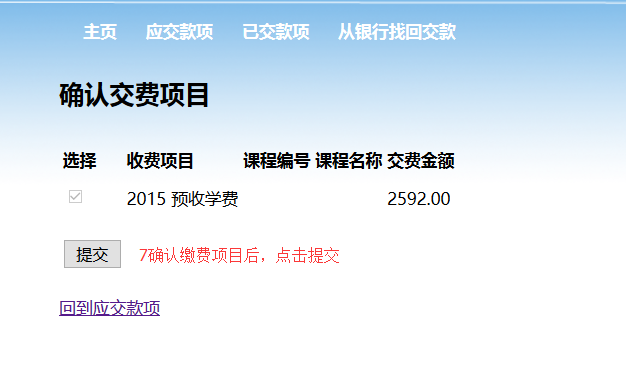 主页 应交款项 已交款项 从银行找回交款
确认交费项目
选择 收费项目 课程编号 课程名称 交费金额
2015 预收学费 2592.00
提交 7确认缴费项目后，点击提交
回到应交款项